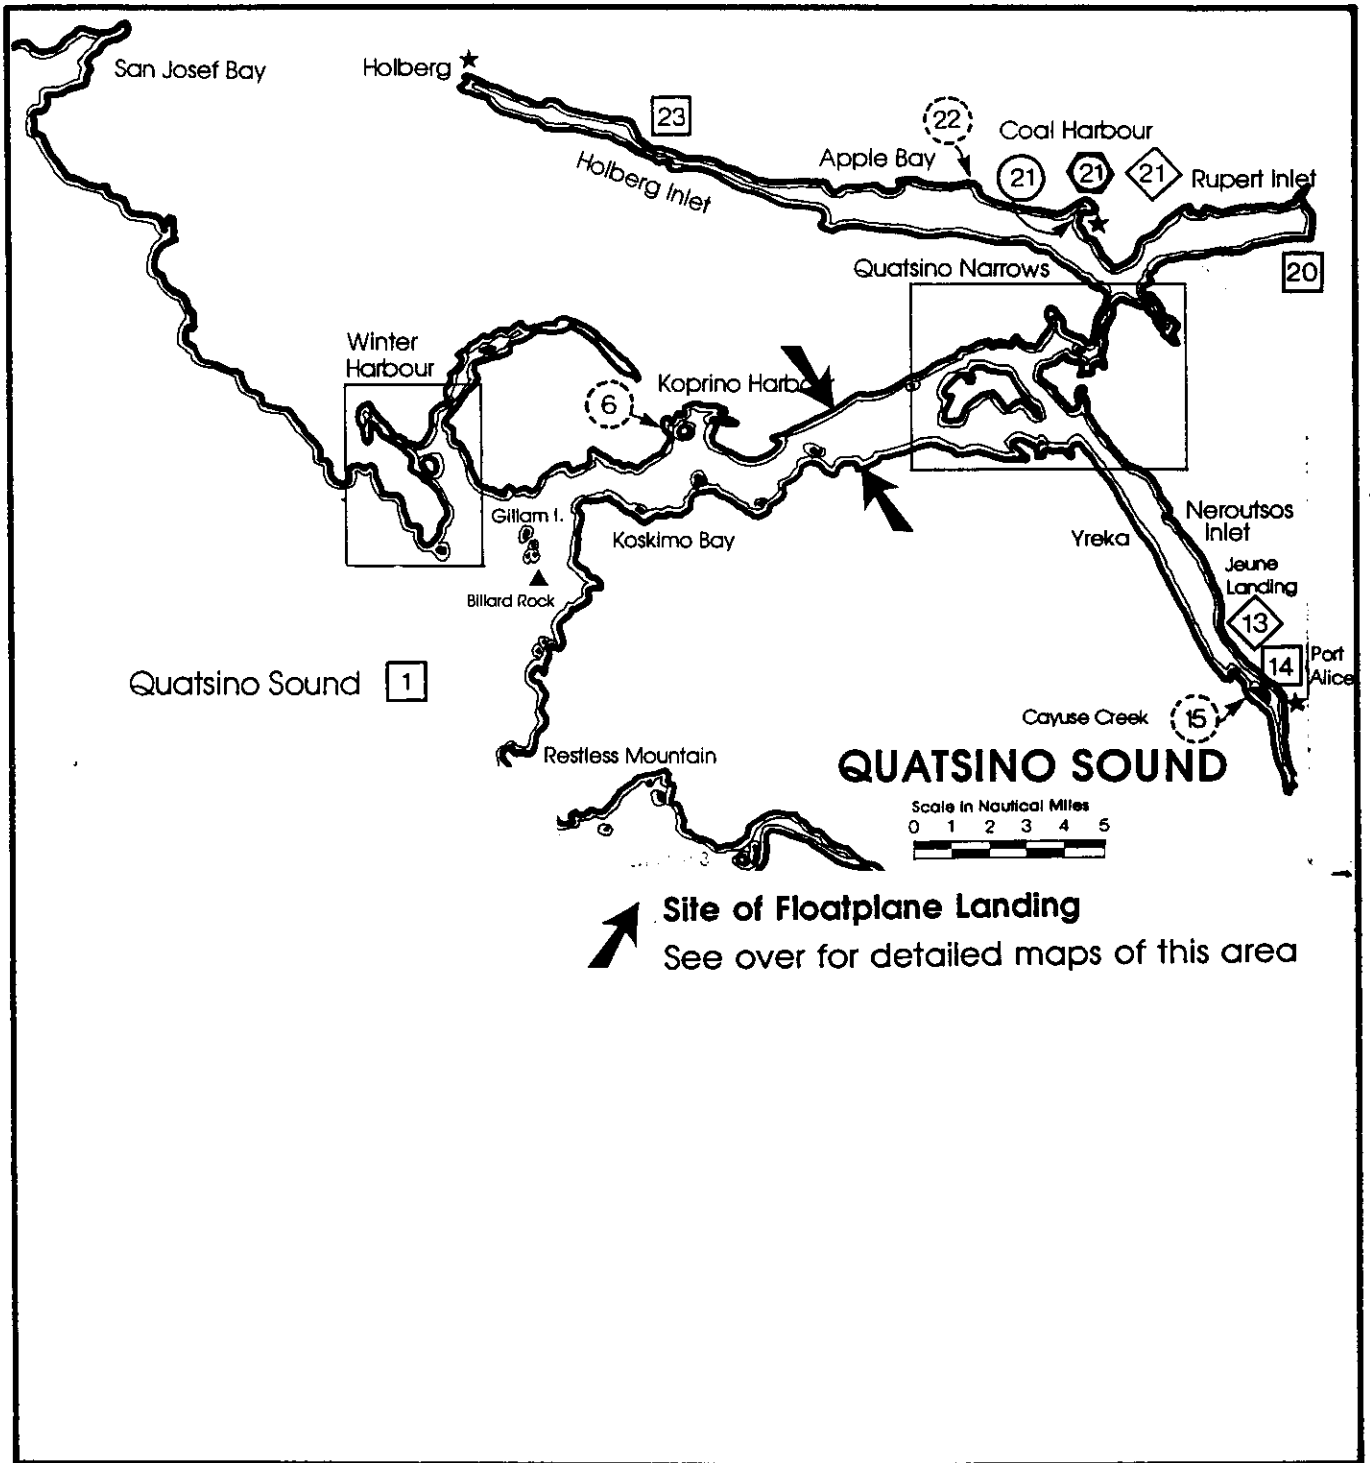 San Josef Bay
Holberg
23
Holberg Inlet
22
Coal Harbour
Apple Bay
21
21
21
Rupert Inlet
20
Quatsino Narrows
Winter
Harbour
Koprino Harbour
6
Gillam I.
Koskimo Bay
Billard Rock
Neroutsos
Inlet
Yreka
Jeune
Landing
13
14
Port
Alice
Quatsino Sound 1
Cayuse Creek
15
Restless Mountain
QUATSINO SOUND
Scale in Nautical Miles
0 1 2 3 4 5
Site of Floatplane Landing
See over for detailed maps of this area